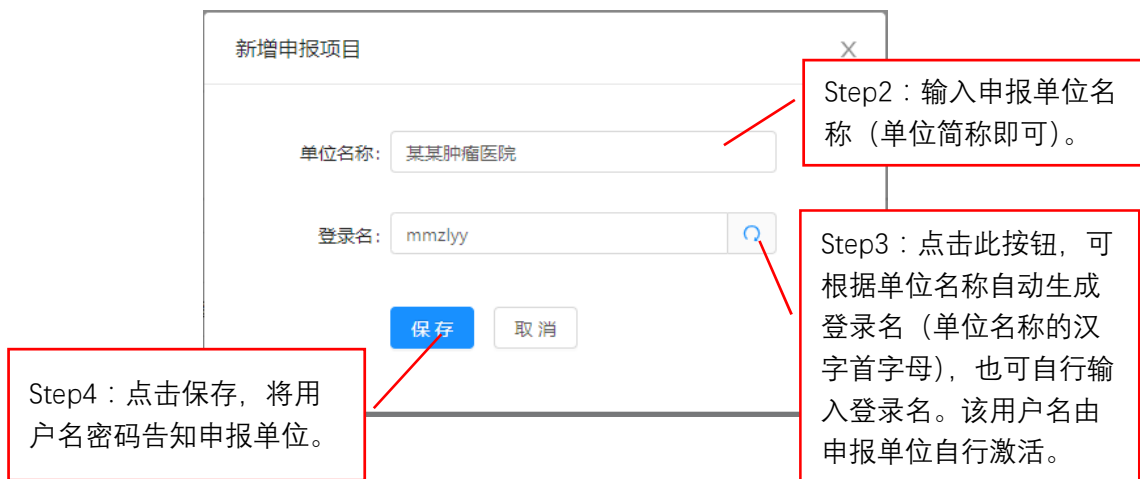 新增申报项目
X
Step2：输入申报单位名
称（单位简称即可）。
单位名称：
某某肿瘤医院
登录名：
mmzlyy
Step3：点击此按钮，可
根据单位名称自动生成
登录名（单位名称的汉
字首字母），也可自行输
入登录名。该用户名由
申报单位自行激活。
保存
取消
Step4：点击保存，将用
户名密码告知申报单位。